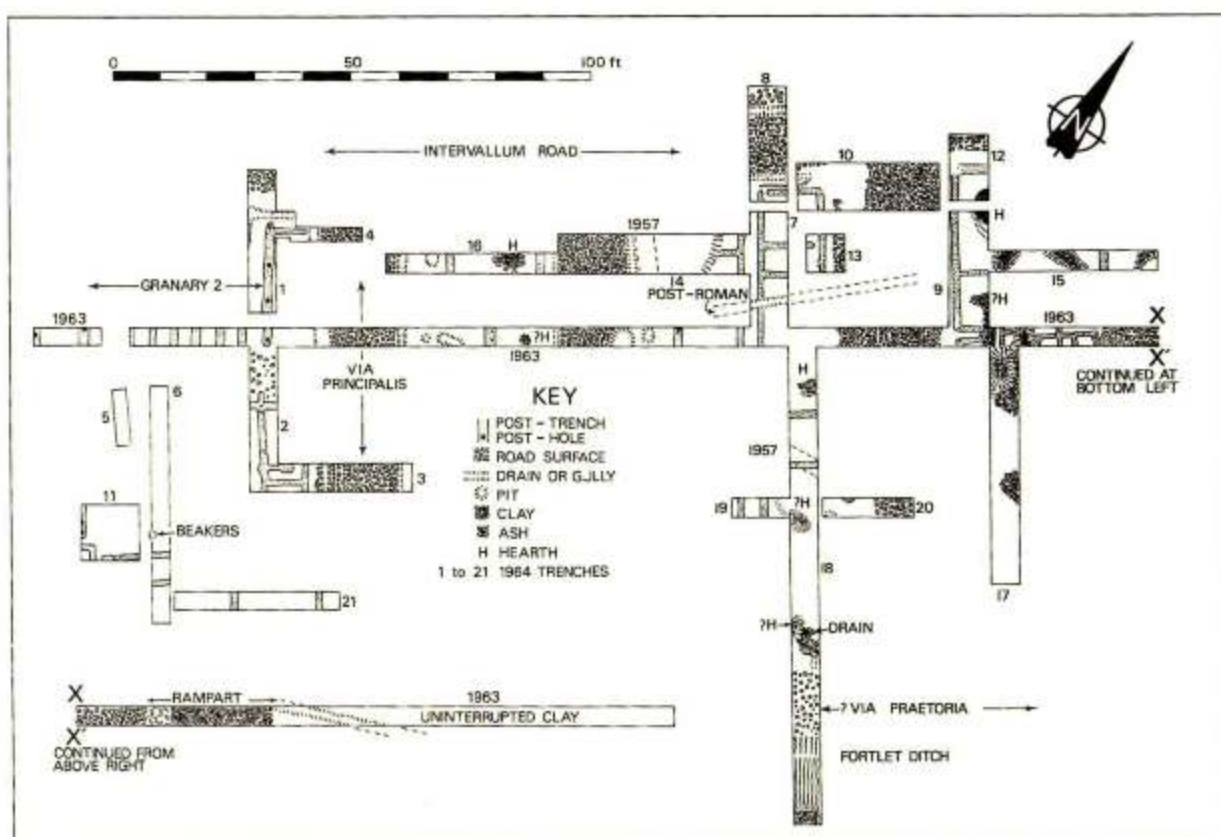 0 50 100 ft
N
8
INTERVALLUM ROAD
10
12
1957
7
H
4
16 H
13
GRANARY 2
1
14
15
POST-ROMAN
9
?H
1963
1963
X
?H
1963
X'
VIA PRINCIPALIS
CONTINUED AT BOTTOM LEFT
H
6
5
KEY
POST-TRENCH
POST-HOLE
ROAD SURFACE
DRAIN OR GJLLY
PIT
CLAY
ASH
H HEARTH
1 to 21 1964 TRENCHES
2
3
1957
11
19 ?H 20
BEAKERS
18
17
21
?H
DRAIN
X
RAMPART
1963
UNINTERRUPTED CLAY
X'
CONTINUED FROM ABOVE RIGHT
? VIA PRAETORIA
FORTLET DITCH